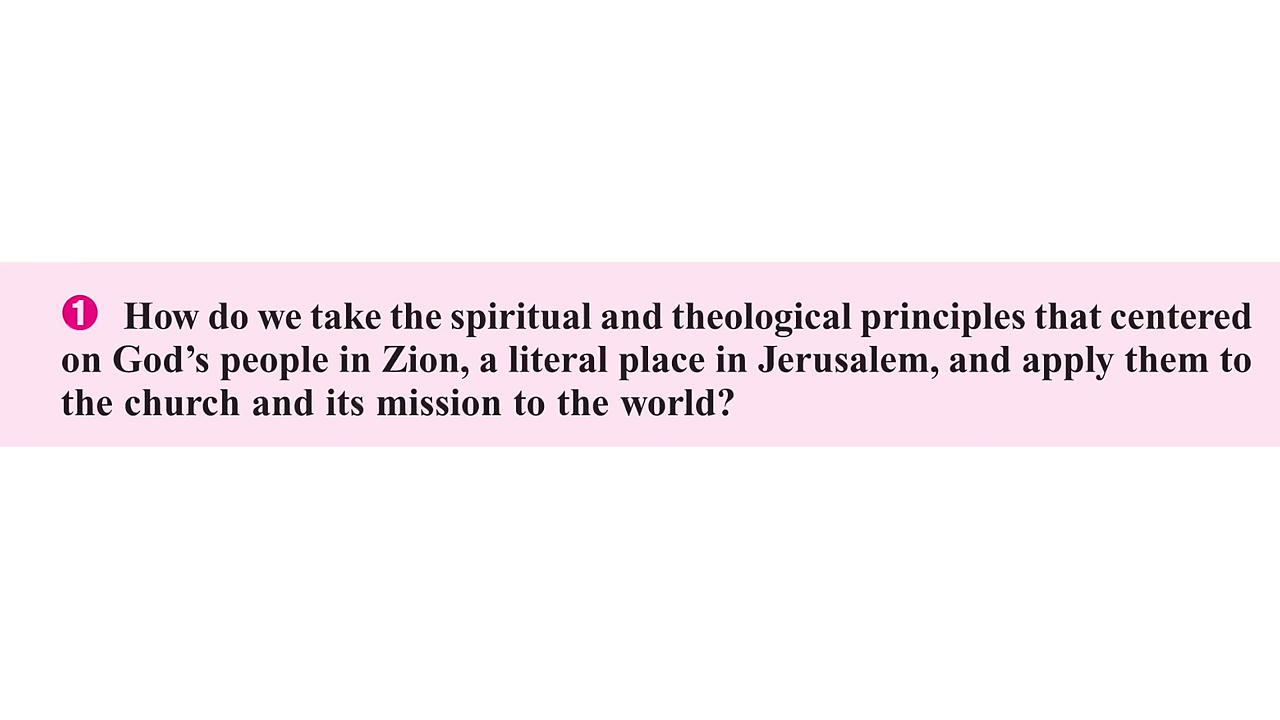 ❶ How do we take the spiritual and theological principles that centered
on God’s people in Zion, a literal place in Jerusalem, and apply them to
the church and its mission to the world?